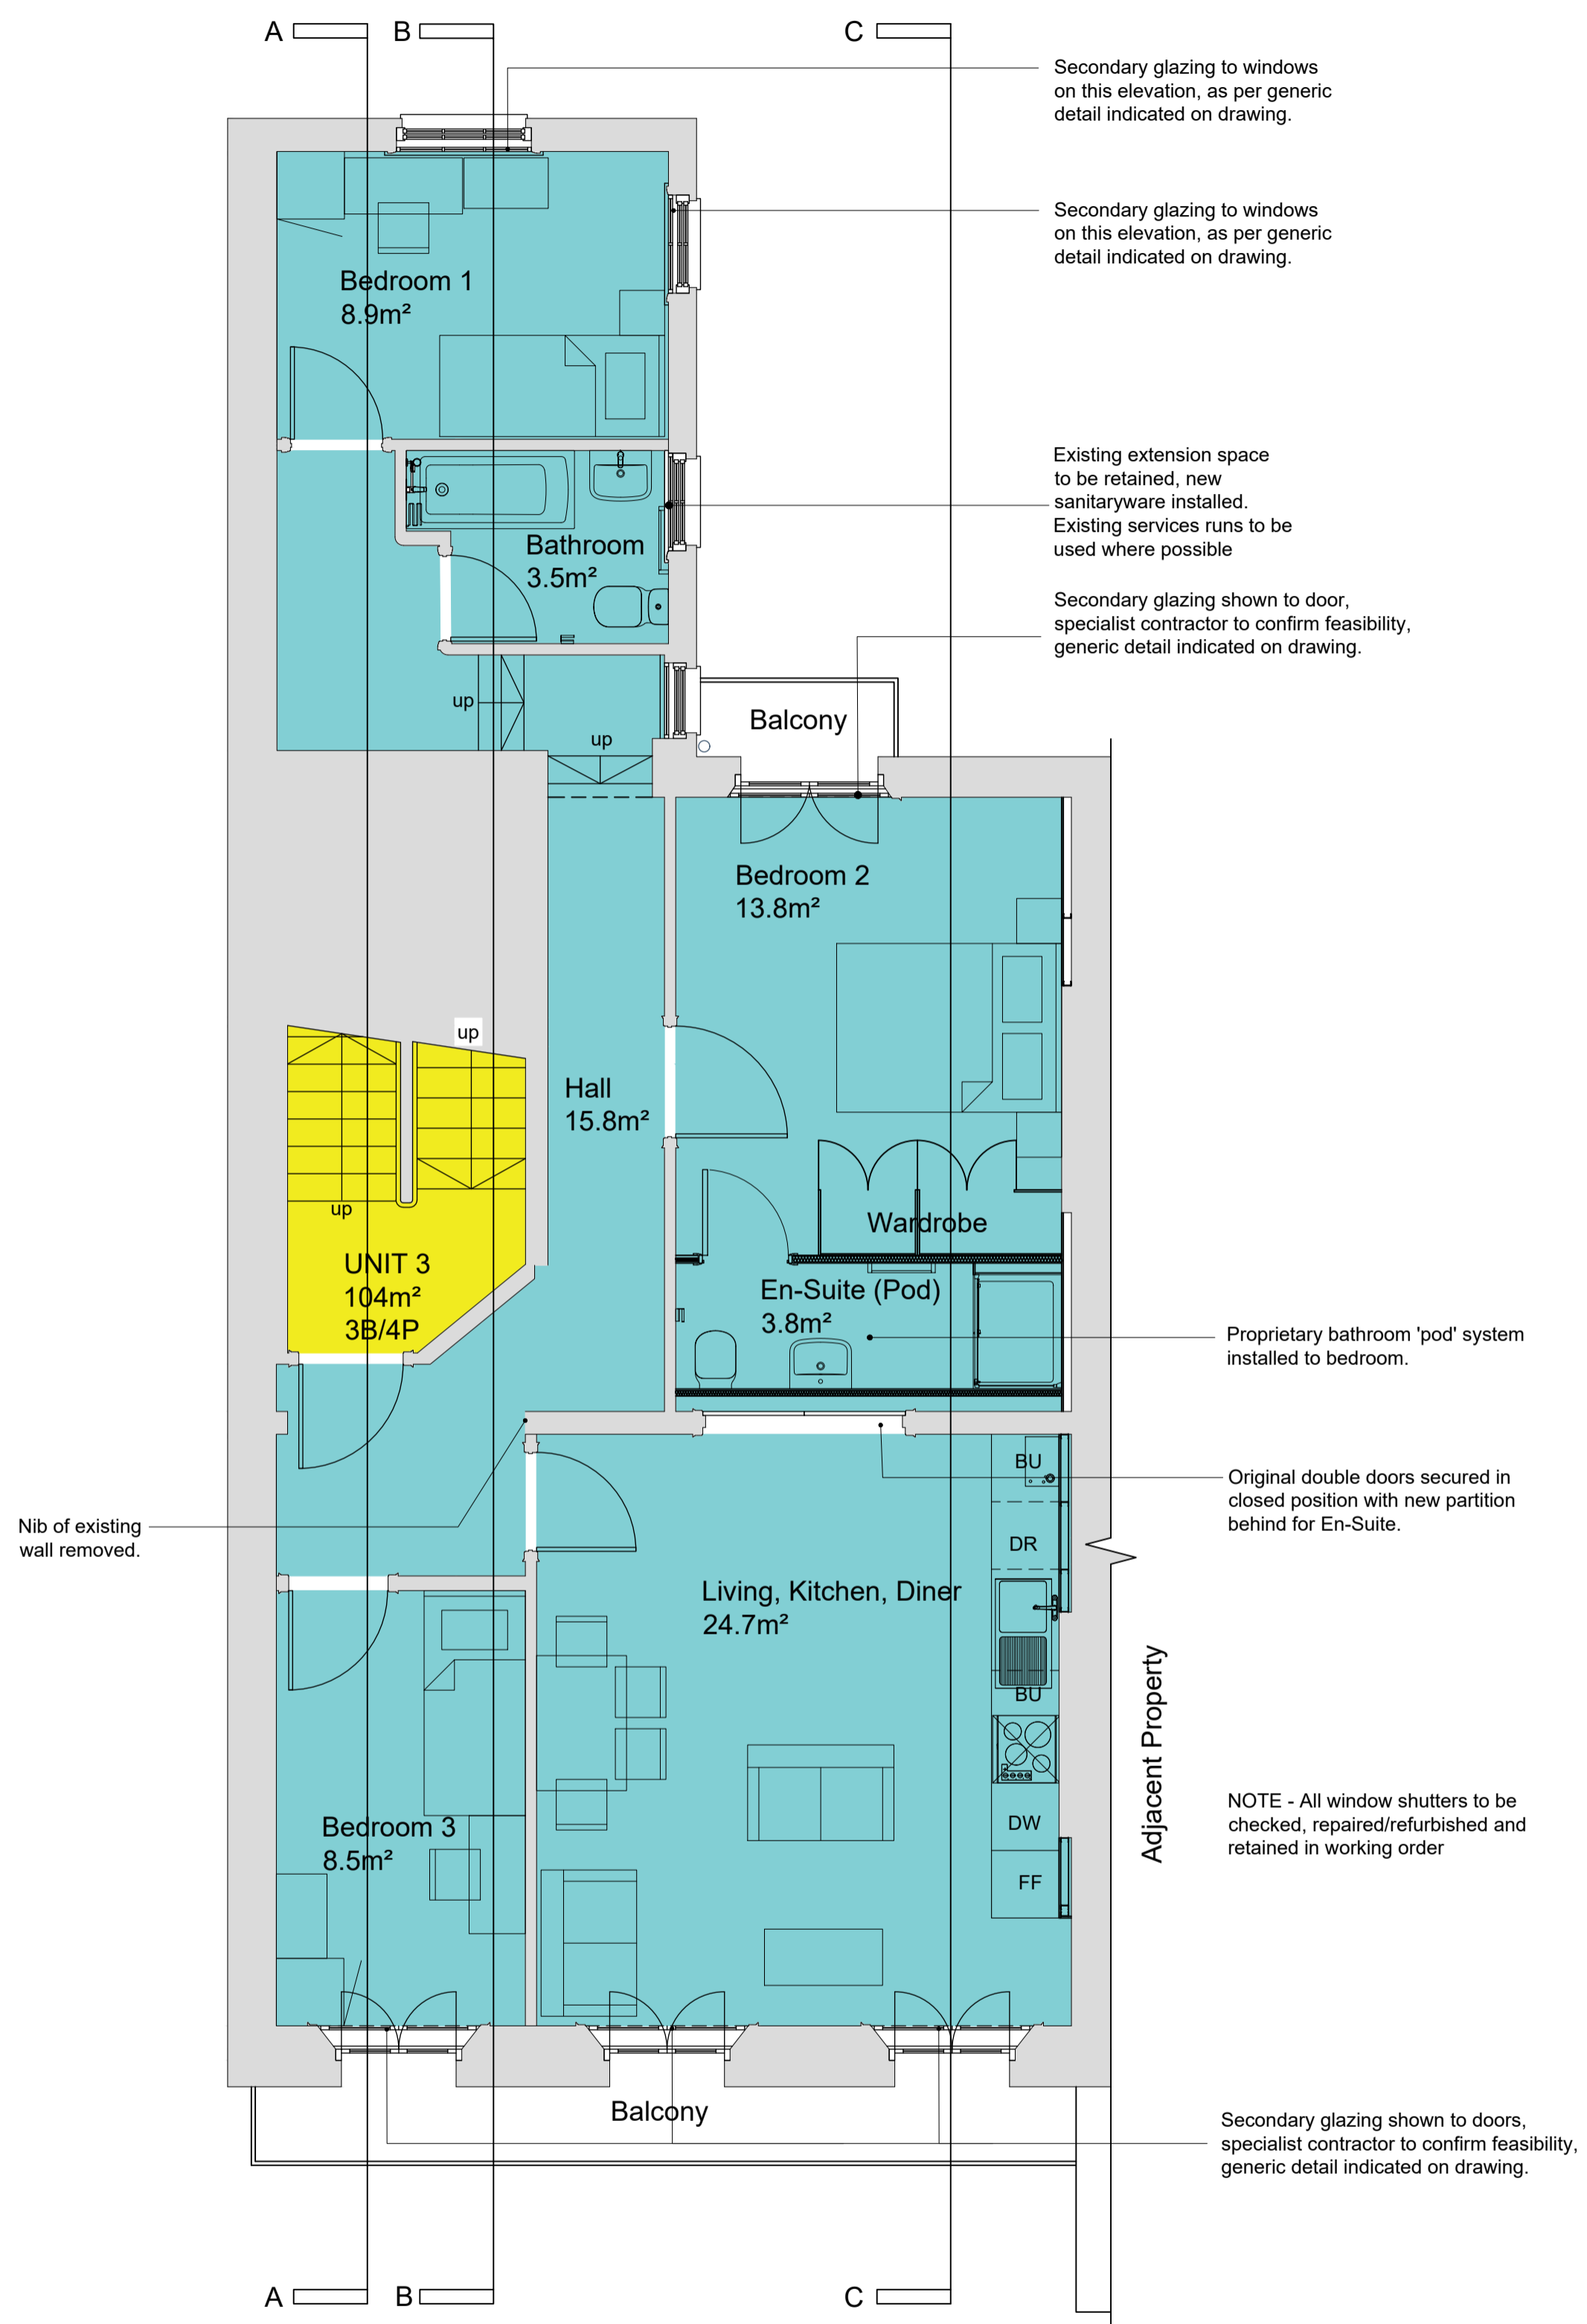 A
B
C
Secondary glazing to windows
on this elevation, as per generic
detail indicated on drawing.
Secondary glazing to windows
on this elevation, as per generic
detail indicated on drawing.
Bedroom 1
8.9m²
Existing extension space
to be retained, new
sanitaryware installed.
Existing services runs to be
used where possible
Bathroom
3.5m²
Secondary glazing shown to door,
specialist contractor to confirm feasibility,
generic detail indicated on drawing.
up
up
Balcony
Bedroom 2
13.8m²
up
Hall
15.8m²
up
Wardrobe
UNIT 3
104m²
3B/4P
En-Suite (Pod)
3.8m²
Proprietary bathroom 'pod' system
installed to bedroom.
BU
Original double doors secured in
closed position with new partition
behind for En-Suite.
Nib of existing
wall removed.
DR
Living, Kitchen, Diner
24.7m²
BU
Adjacent Property
NOTE - All window shutters to be
checked, repaired/refurbished and
retained in working order
DW
Bedroom 3
8.5m²
FF
Balcony
Secondary glazing shown to doors,
specialist contractor to confirm feasibility,
generic detail indicated on drawing.
A
B
C